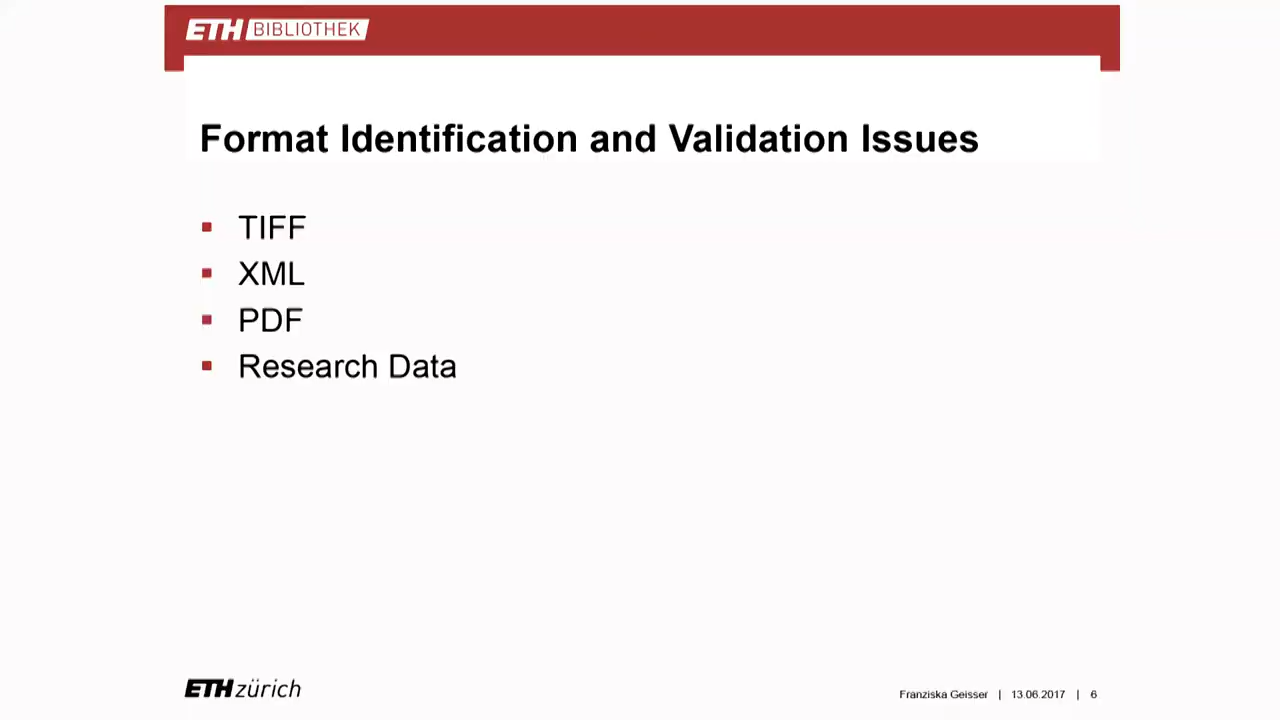 ETH BIBLIOTHEK
Format Identification and Validation Issues
▪ TIFF
▪ XML
▪ PDF
▪ Research Data
ETH zürich
Franziska Geisser | 13.06.2017 | 6